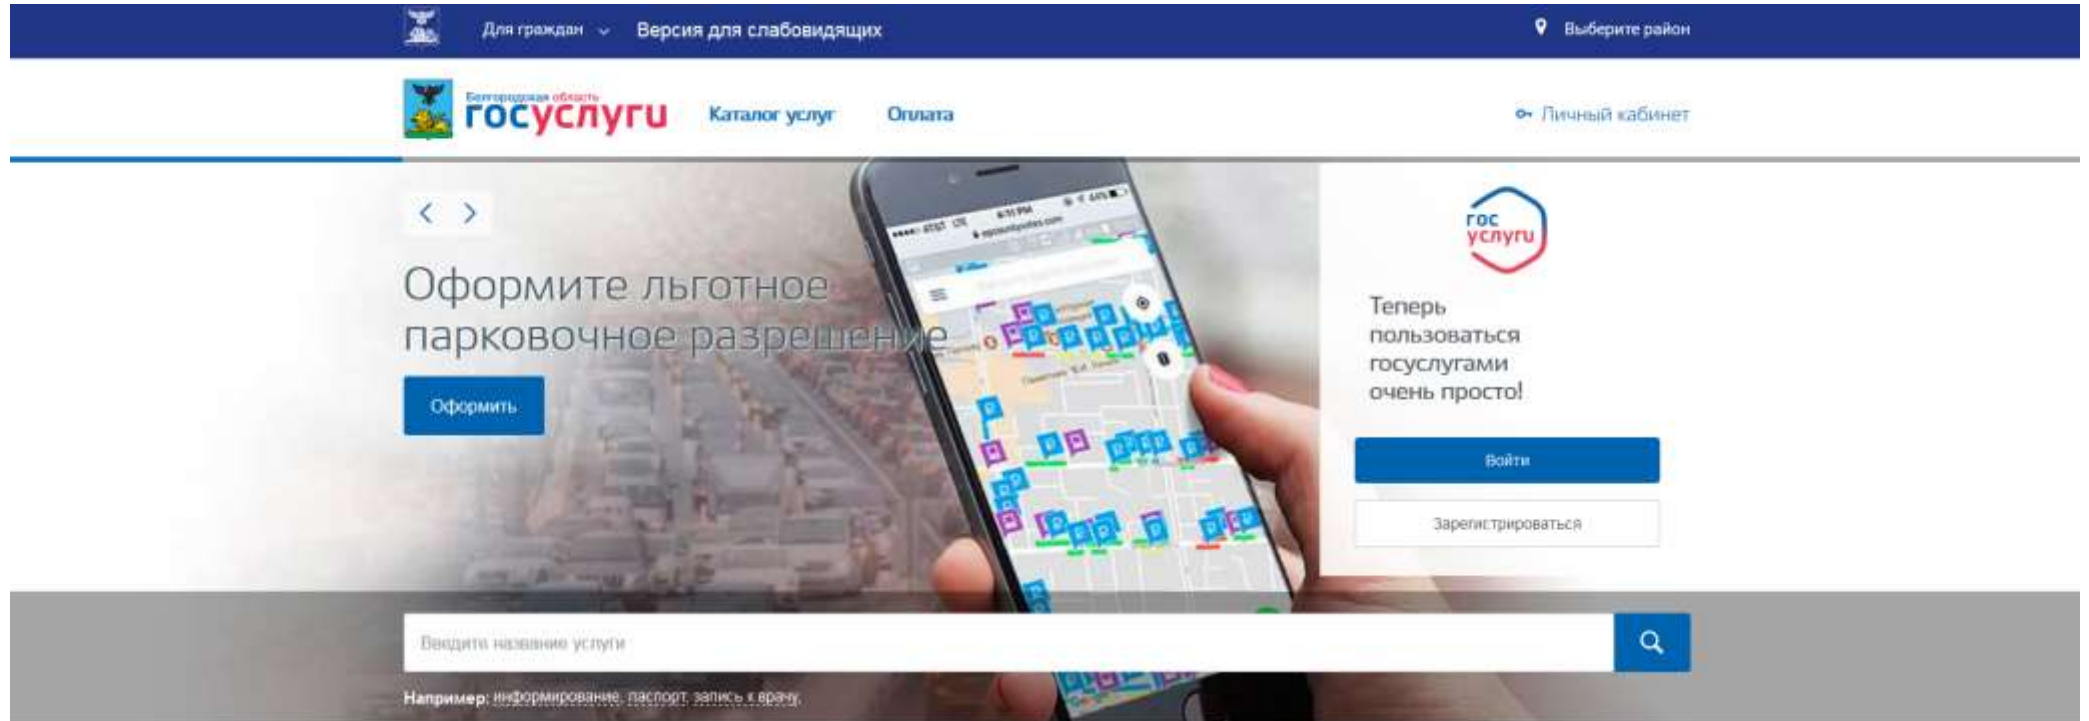 Для граждан
Версия для слабовидящих
Выберите район
Белгородская область
госуслуги
Каталог услуг
Оплата
Личный кабинет
Оформите льготное
парковочное разрешение
Оформить
гос
услуги
Теперь
пользоваться
госуслугами
очень просто!
Войти
Зарегистрироваться
Введите название услуги
Например: информирование, паспорт, запись к врачу.